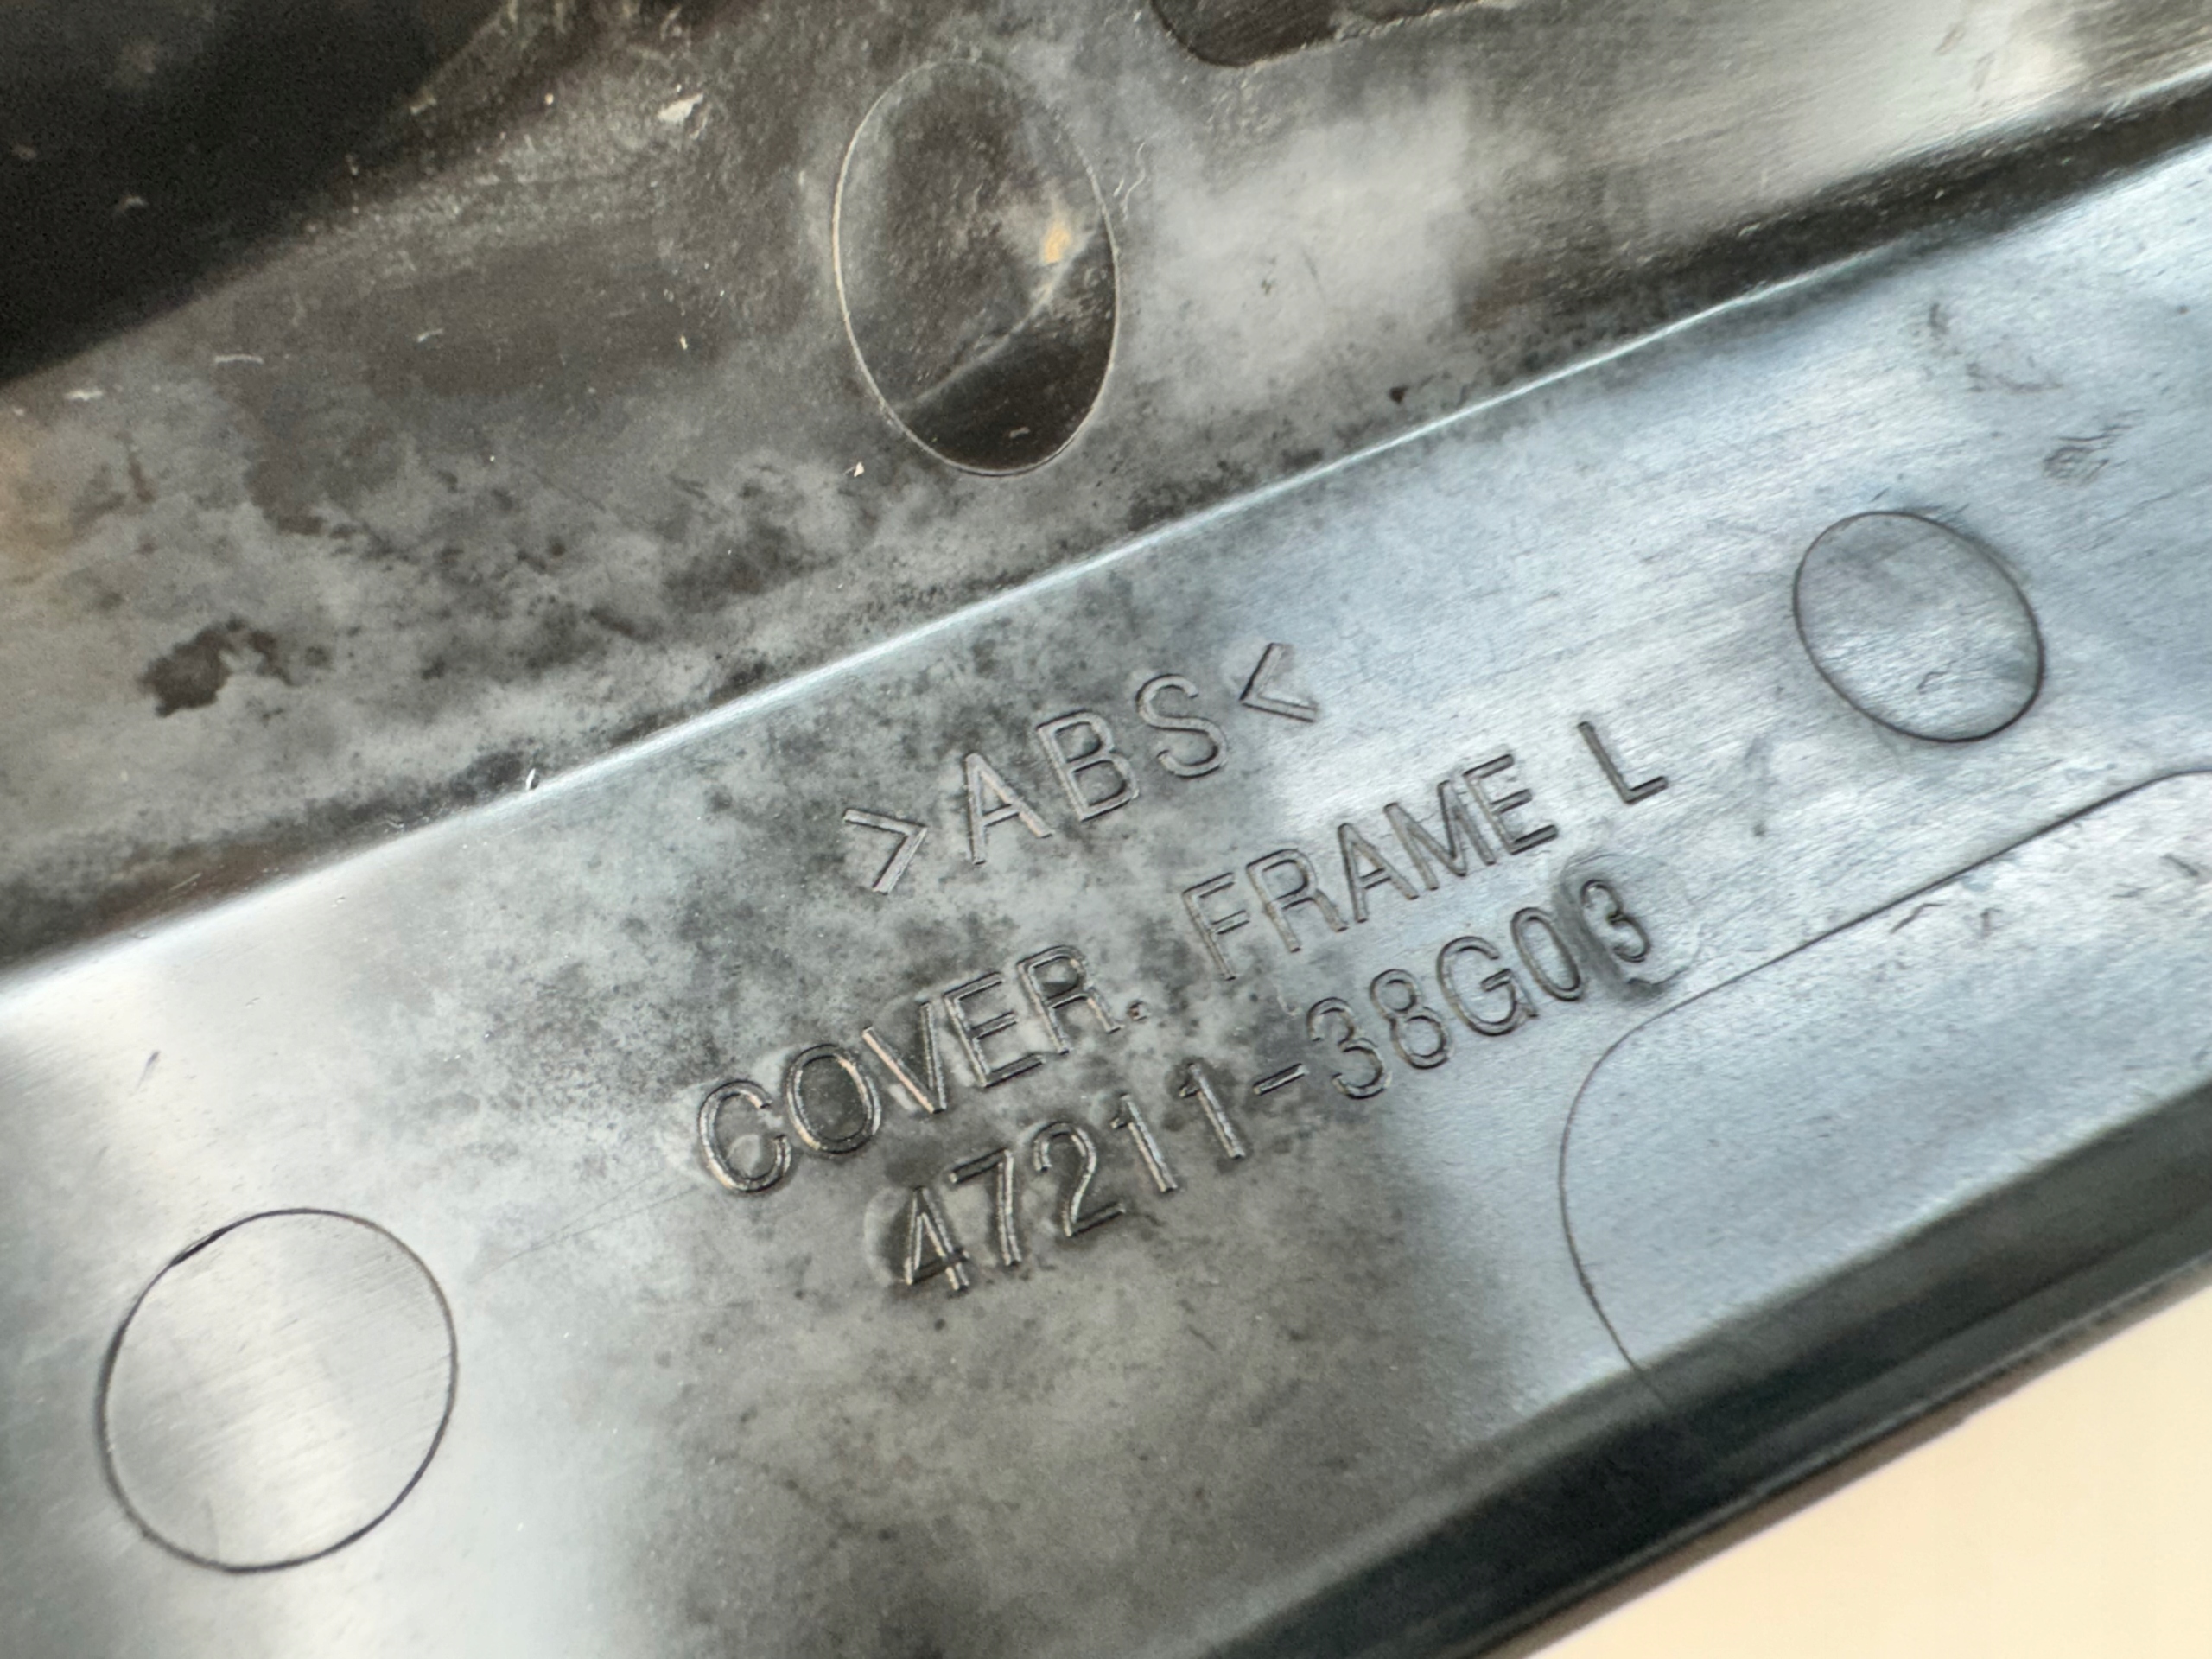 >ABS<
COVER. FRAME L
47211-38G03